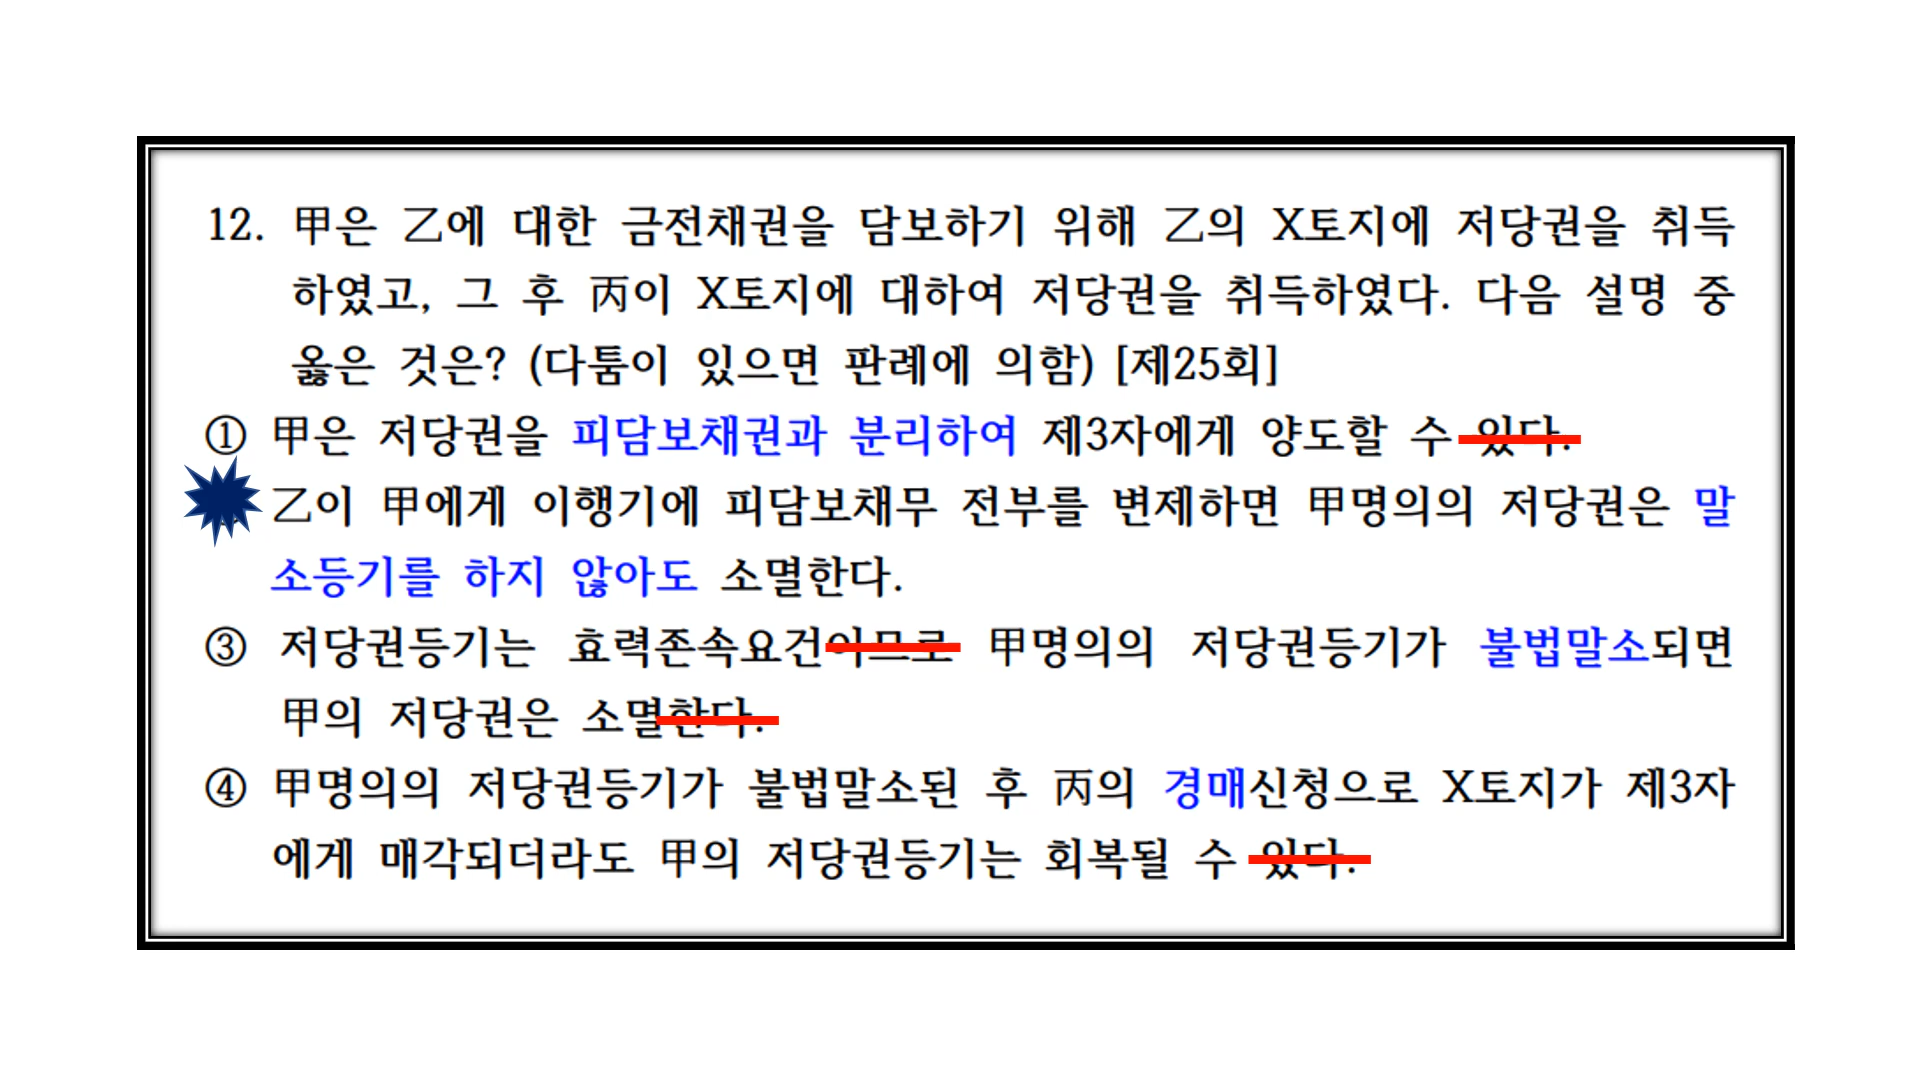 12. 甲은 乙에 대한 금전채권을 담보하기 위해 乙의 X토지에 저당권을 취득
하였고, 그 후 丙이 X토지에 대하여 저당권을 취득하였다. 다음 설명 중
옳은 것은? (다툼이 있으면 판례에 의함) [제25회]
① 甲은 저당권을 피담보채권과 분리하여 제3자에게 양도할 수 있다.
乙이 甲에게 이행기에 피담보채무 전부를 변제하면 甲명의의 저당권은 말
소등기를 하지 않아도 소멸한다.
③ 저당권등기는 효력존속요건이므로 甲명의의 저당권등기가 불법말소되면
甲의 저당권은 소멸한다.
④ 甲명의의 저당권등기가 불법말소된 후 丙의 경매신청으로 X토지가 제3자
에게 매각되더라도 甲의 저당권등기는 회복될 수 있다.